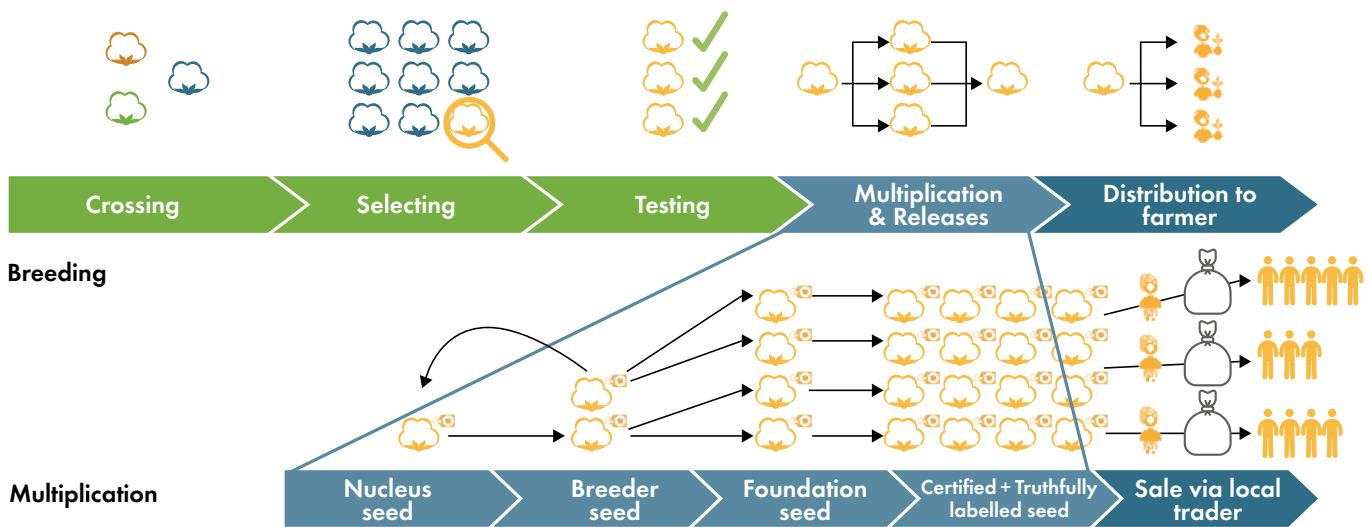 Crossing
Selecting
Testing
Multiplication
& Releases
Distribution to
farmer
Breeding
Multiplication
Nucleus
seed
Breeder
seed
Foundation
seed
Certified + Truthfully
labelled seed
Sale via local
trader